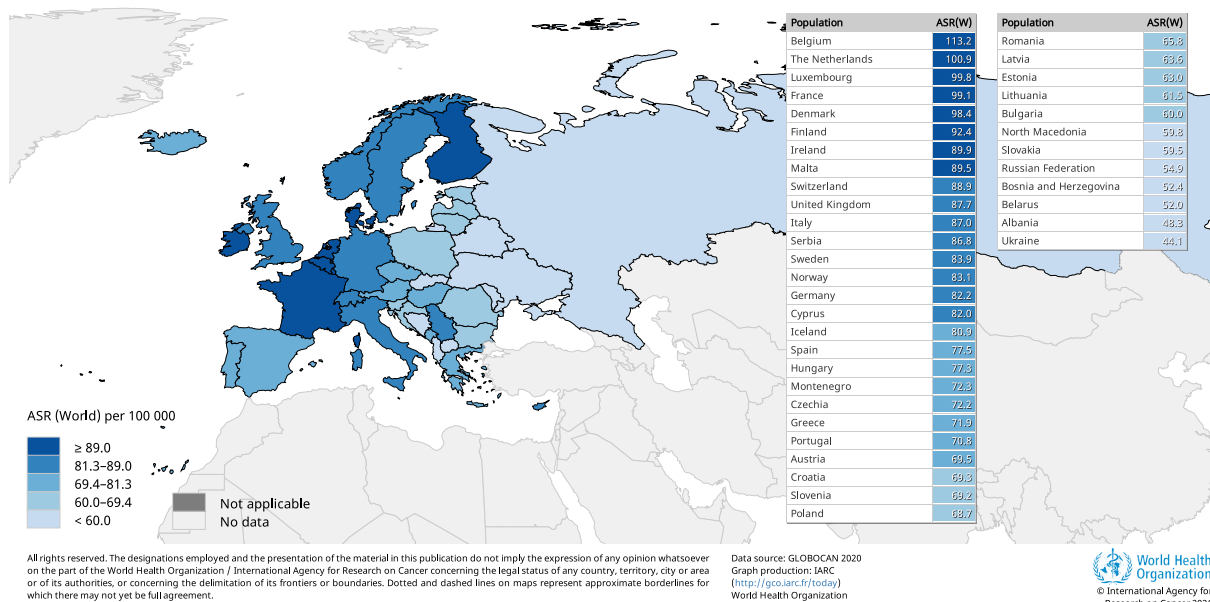 Population ASR(W)
Belgium 113.2
The Netherlands 100.9
Luxembourg 99.8
France 99.1
Denmark 98.4
Finland 92.4
Ireland 89.9
Malta 89.5
Switzerland 88.9
United Kingdom 87.7
Italy 87.0
Serbia 86.8
Sweden 83.9
Norway 83.1
Germany 82.2
Cyprus 82.0
Iceland 80.9
Spain 77.5
Hungary 77.3
Montenegro 72.3
Czechia 72.2
Greece 71.9
Portugal 70.8
Austria 69.5
Croatia 69.3
Slovenia 69.2
Poland 68.7
Population ASR(W)
Romania 65.8
Latvia 63.6
Estonia 63.0
Lithuania 61.5
Bulgaria 60.0
North Macedonia 59.8
Slovakia 59.5
Russian Federation 54.9
Bosnia and Herzegovina 52.4
Belarus 52.0
Albania 48.3
Ukraine 44.1
ASR (World) per 100 000
≥ 89.0
81.3–89.0
69.4–81.3
60.0–69.4
< 60.0
Not applicable
No data
All rights reserved. The designations employed and the presentation of the material in this publication do not imply the expression of any opinion whatsoever
on the part of the World Health Organization / International Agency for Research on Cancer concerning the legal status of any country, territory, city or area
or of its authorities, or concerning the delimitation of its frontiers or boundaries. Dotted and dashed lines on maps represent approximate borderlines for
which there may not yet be full agreement.
Data source: GLOBOCAN 2020
Graph production: IARC
(http://gco.iarc.fr/today)
World Health Organization
World Health
Organization
© International Agency for
Research on Cancer